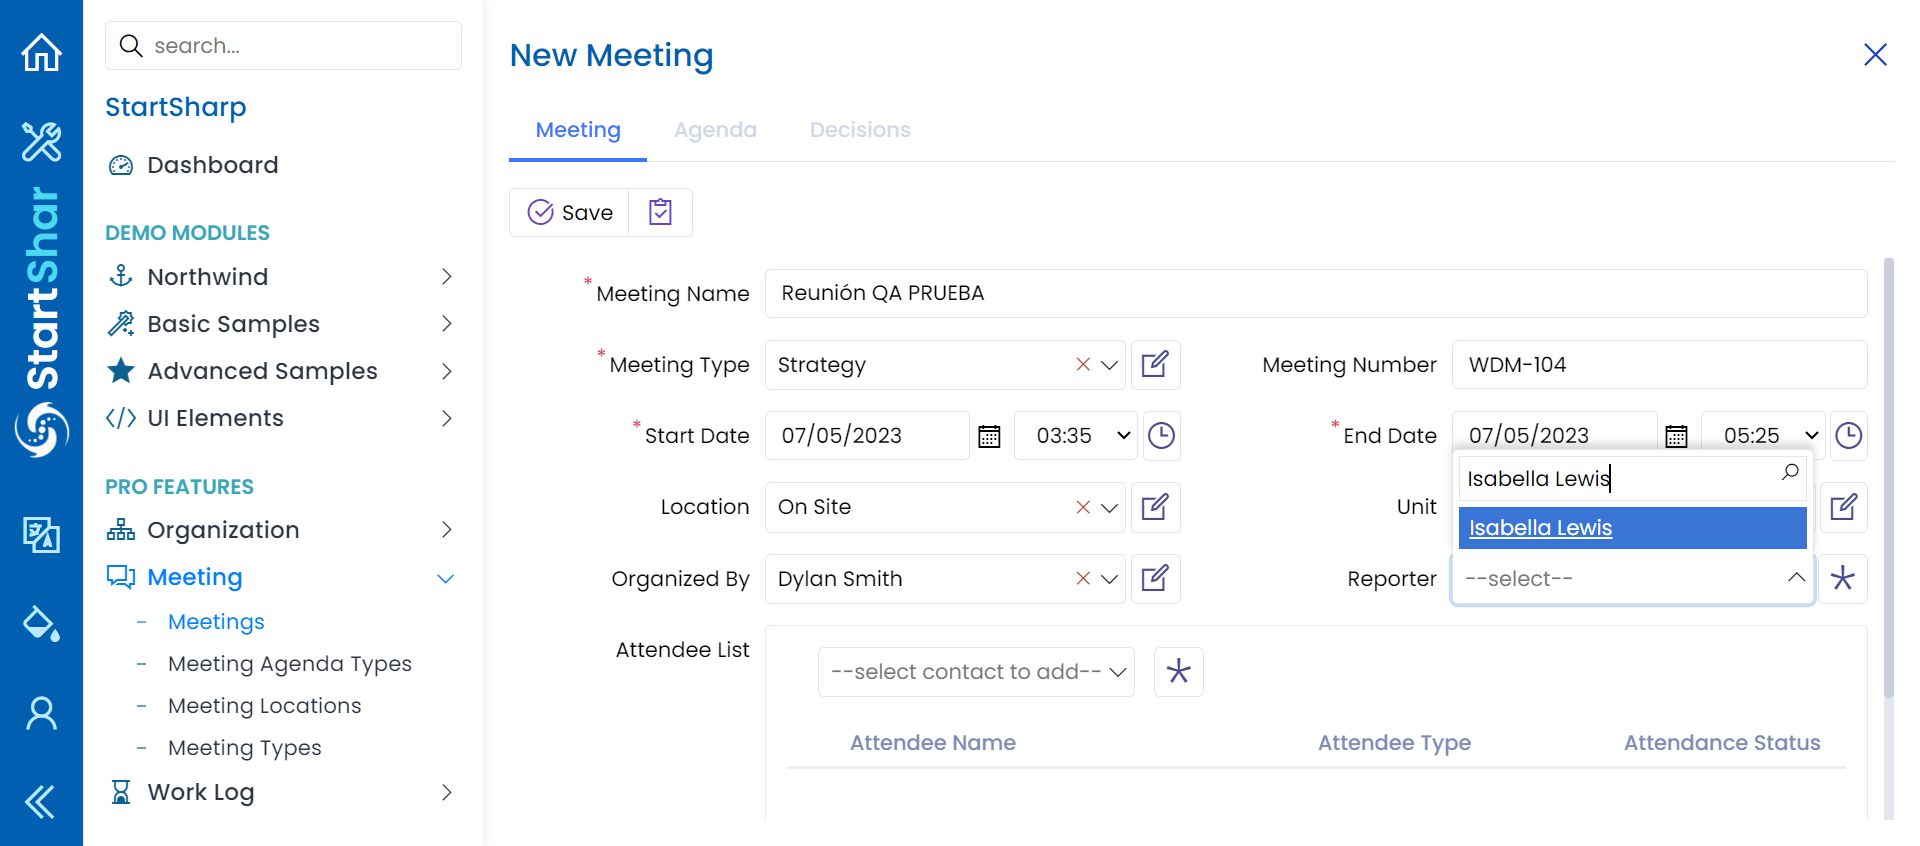 search...
StartSharp
Dashboard
DEMO MODULES
Northwind
Basic Samples
Advanced Samples
UI Elements
PRO FEATURES
Organization
Meeting
- Meetings
- Meeting Agenda Types
- Meeting Locations
- Meeting Types
Work Log
StartShar
New Meeting
Meeting Agenda Decisions
Save
* Meeting Name Reunión QA PRUEBA
* Meeting Type Strategy
Meeting Number WDM-104
* Start Date 07/05/2023 03:35
* End Date 07/05/2023 05:25
Location On Site
Unit
Isabella Lewis
Isabella Lewis
Organized By Dylan Smith
Reporter --select--
Attendee List
--select contact to add--
Attendee Name Attendee Type Attendance Status